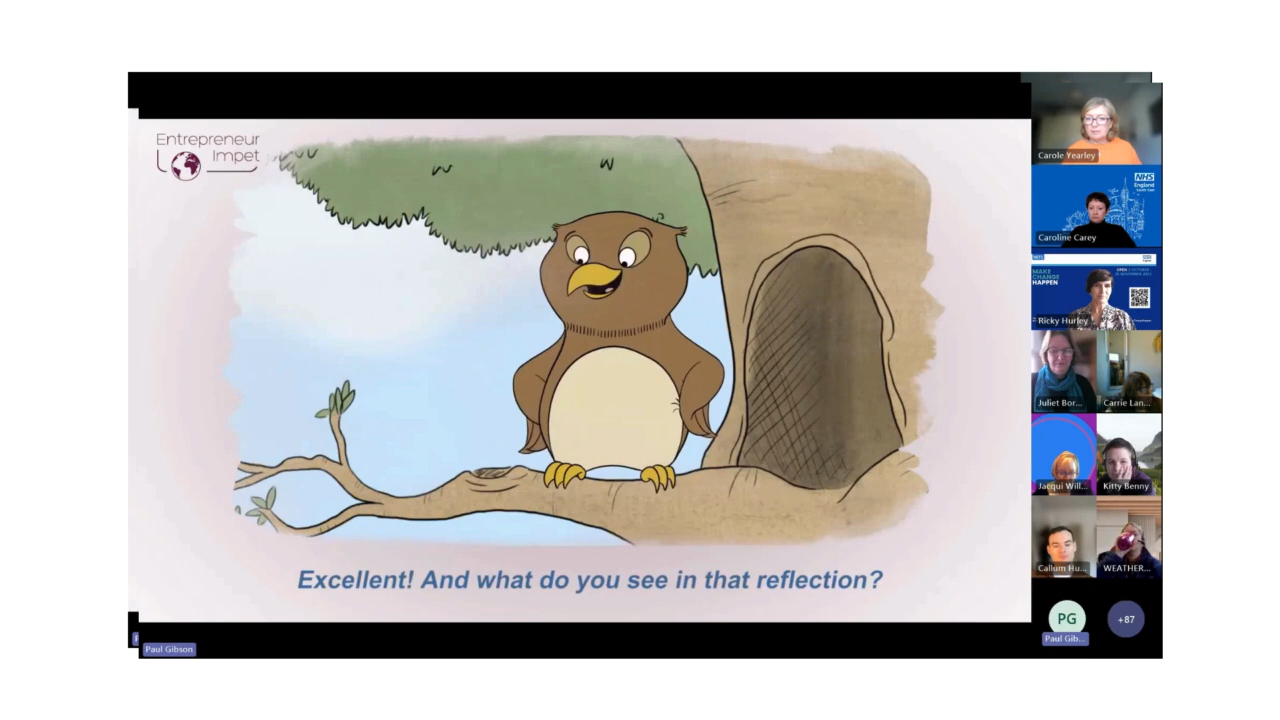 Entrepreneur
Impet
Excellent! And what do you see in that reflection?
Paul Gibson
Carole Yearley
NHS
England
South East
Caroline Carey
MAKE
CHANGE
HAPPEN
Ricky Hurley
Juliet Bor...
Carrie Lan...
Jacqui Will...
Kitty Benny
Callum Hu...
WEATHER...
PG
+87
Paul Gib...